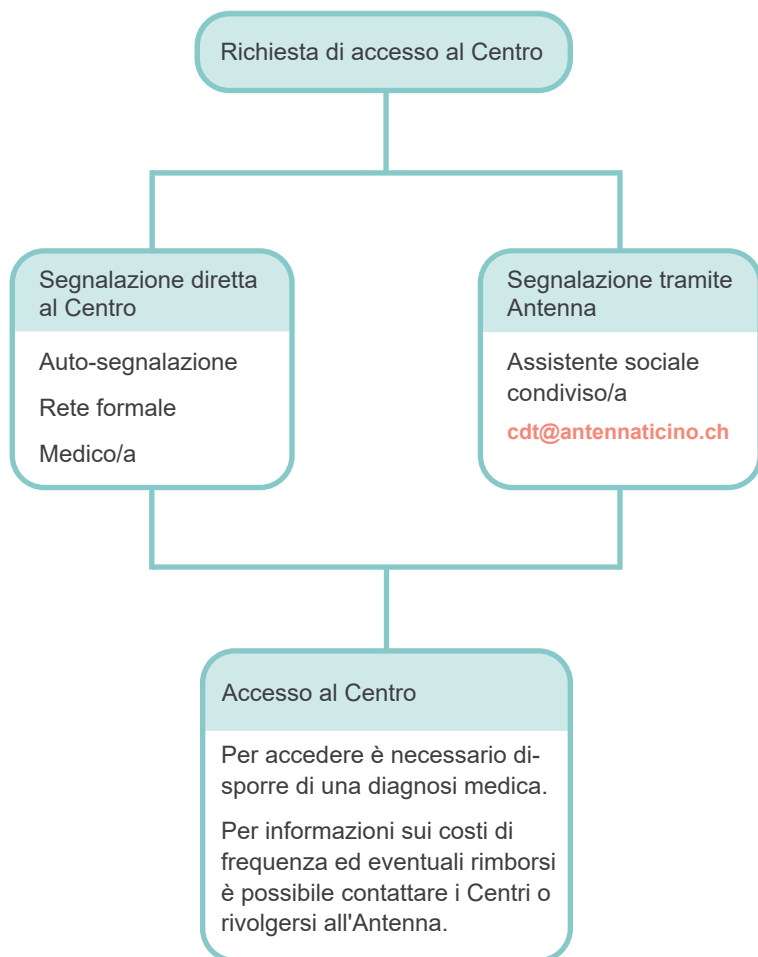 Richiesta di accesso al Centro
Segnalazione diretta
al Centro
Auto-segnalazione
Rete formale
Medico/a
Segnalazione tramite
Antenna
Assistente sociale
condiviso/a
cdt@antennaticino.ch
Accesso al Centro
Per accedere è necessario di-
sporre di una diagnosi medica.
Per informazioni sui costi di
frequenza ed eventuali rimborsi
è possibile contattare i Centri o
rivolgersi all'Antenna.